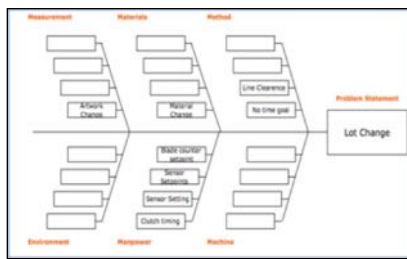 Measurement
Materials
Method
Line Clearence
Artwork
Change
Material
Change
No time goal
Problem Statement
Lot Change
Blade counter
setpoint
Sensor
Setpoints
Sensor Setting
Clutch timing
Environment
Manpower
Machine